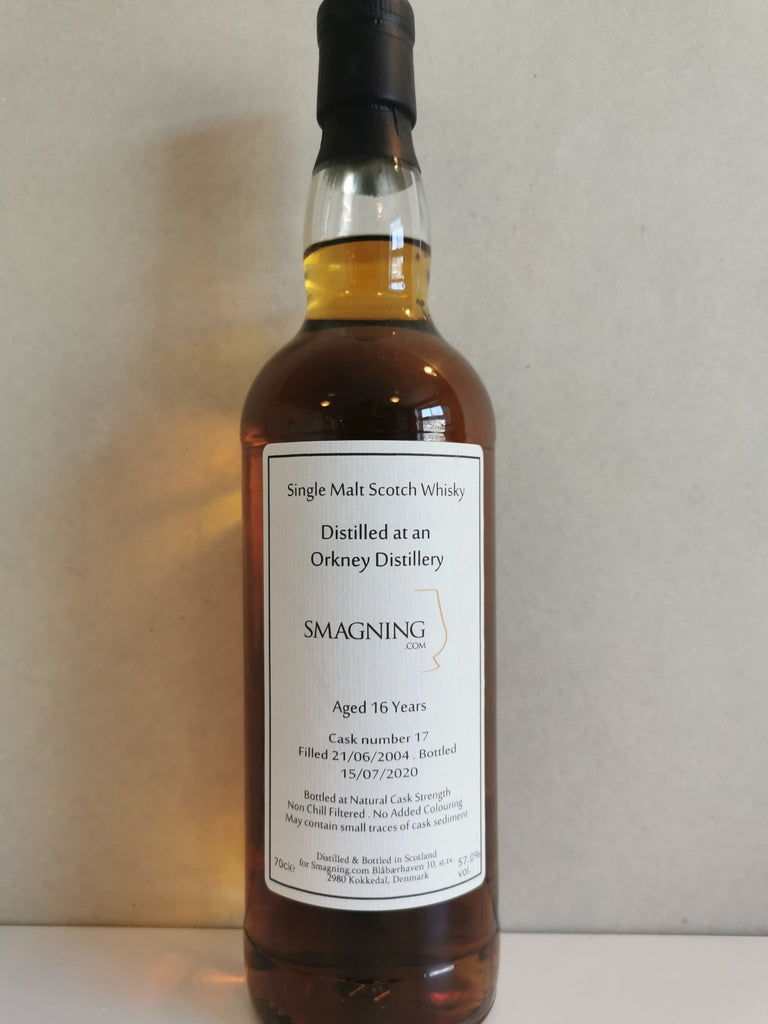 Single Malt Scotch Whisky
Distilled at an
Orkney Distillery
SMAGNING
.COM
Aged 16 Years
Cask number 17
Filled 21/06/2004 . Bottled
15/07/2020
Bottled at Natural Cask Strength
Non Chill Filtered . No Added Colouring
May contain small traces of cask sediment
Distilled & Bottled in Scotland
for Smagning.com Blåbærhaven 10, st.tv.
2980 Kokkedal, Denmark
70cle
57.0%
vol.